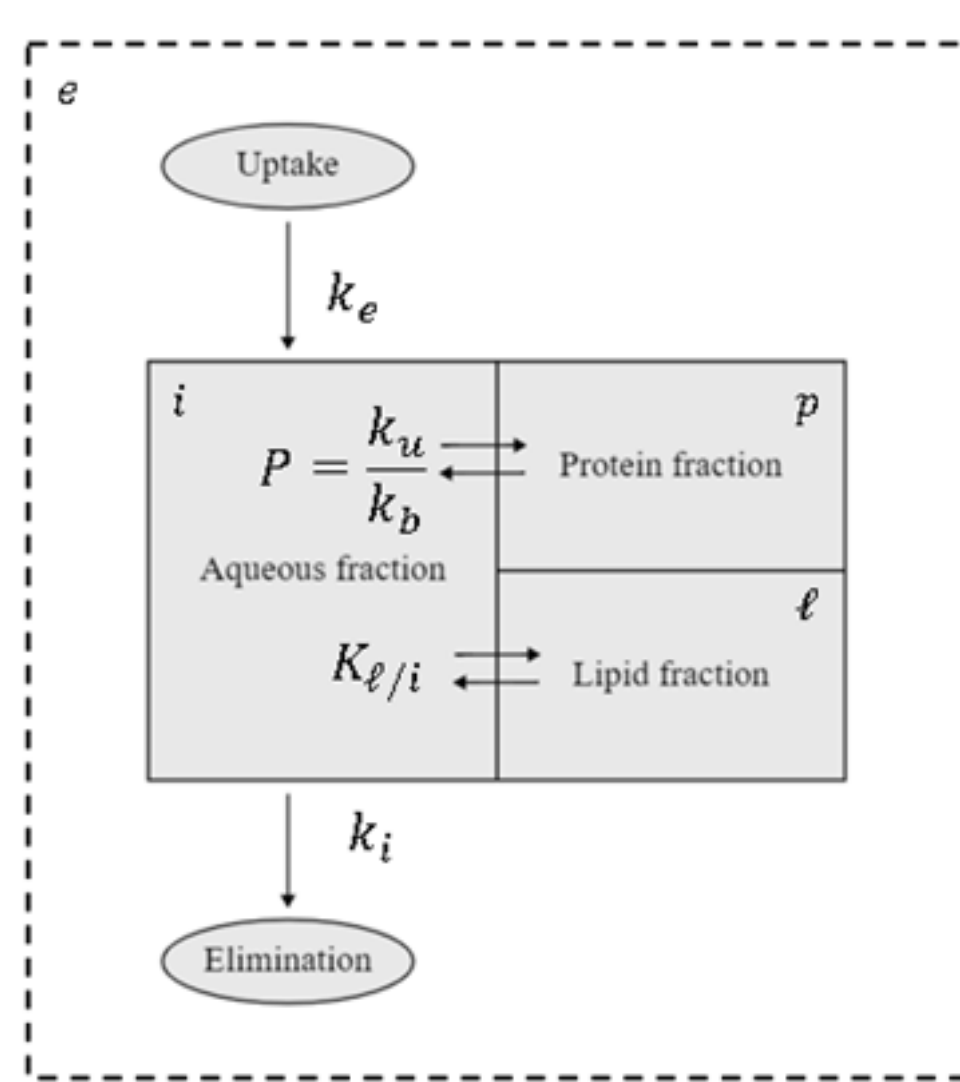 e
Uptake
k_e
i
p
P = k_u / k_b
Protein fraction
Aqueous fraction
ℓ
K_ℓ/i
Lipid fraction
k_i
Elimination